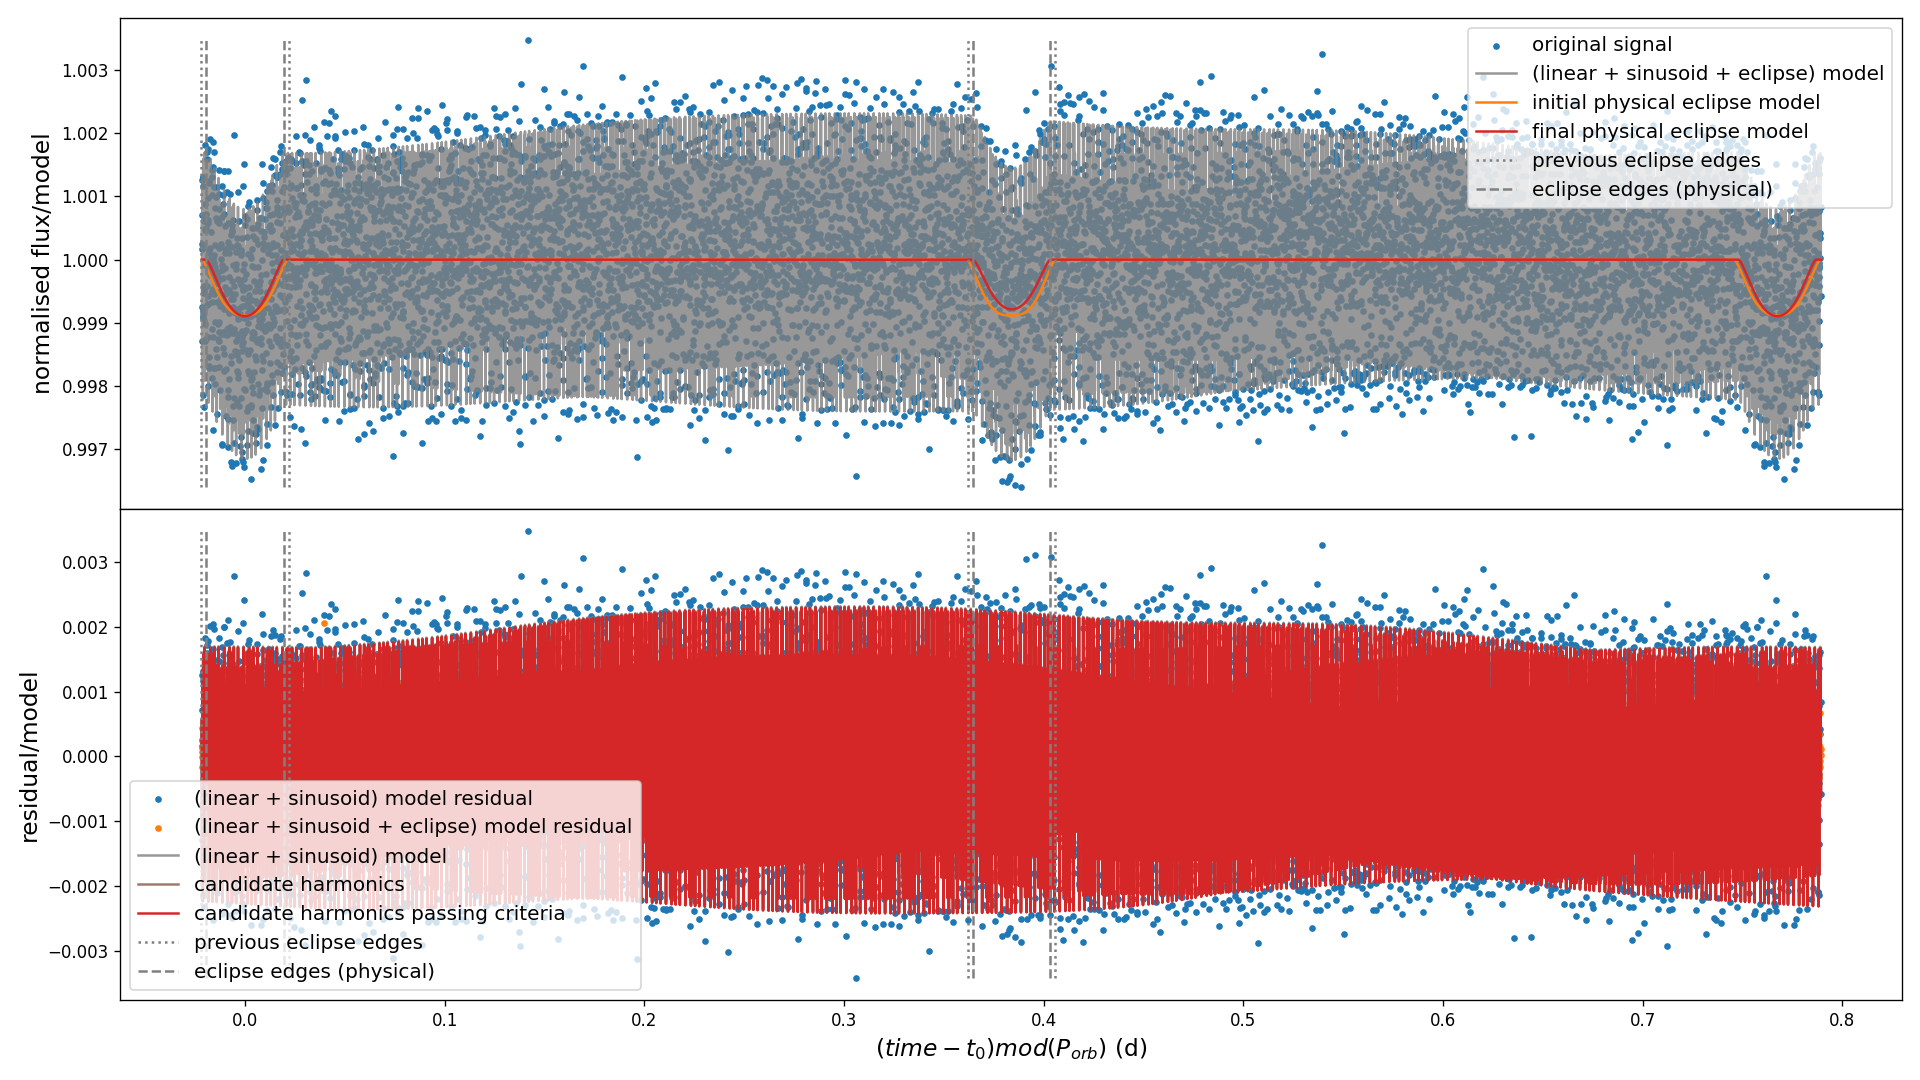 normalised flux/model
1.003
1.002
1.001
1.000
0.999
0.998
0.997
original signal
(linear + sinusoid + eclipse) model
initial physical eclipse model
final physical eclipse model
previous eclipse edges
eclipse edges (physical)
residual/model
0.003
0.002
0.001
0.000
−0.001
−0.002
−0.003
(linear + sinusoid) model residual
(linear + sinusoid + eclipse) model residual
(linear + sinusoid) model
candidate harmonics
candidate harmonics passing criteria
previous eclipse edges
eclipse edges (physical)
0.0 0.1 0.2 0.3 0.4 0.5 0.6 0.7 0.8
(time − t₀)mod(Pₒᵣb) (d)